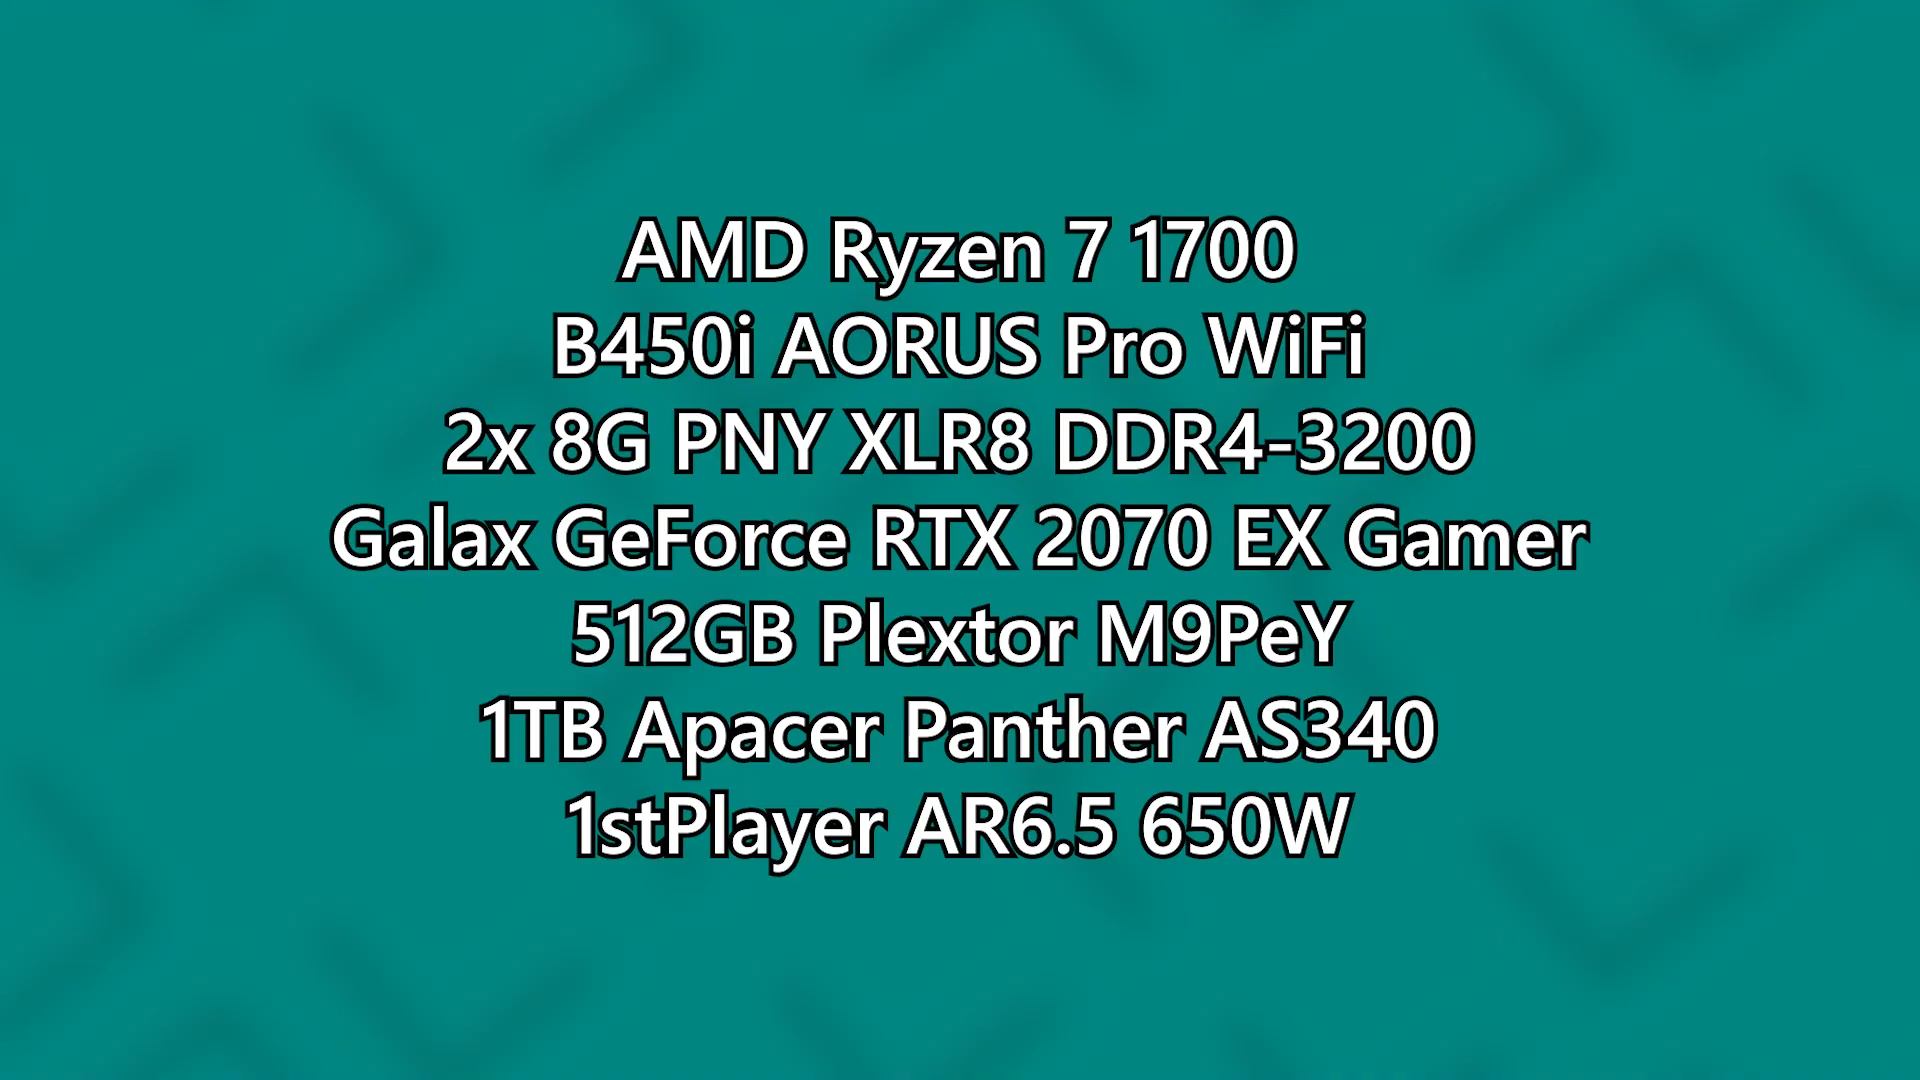 AMD Ryzen 7 1700
B450i AORUS Pro WiFi
2x 8G PNY XLR8 DDR4-3200
Galax GeForce RTX 2070 EX Gamer
512GB Plextor M9PeY
1TB Apacer Panther AS340
1stPlayer AR6.5 650W